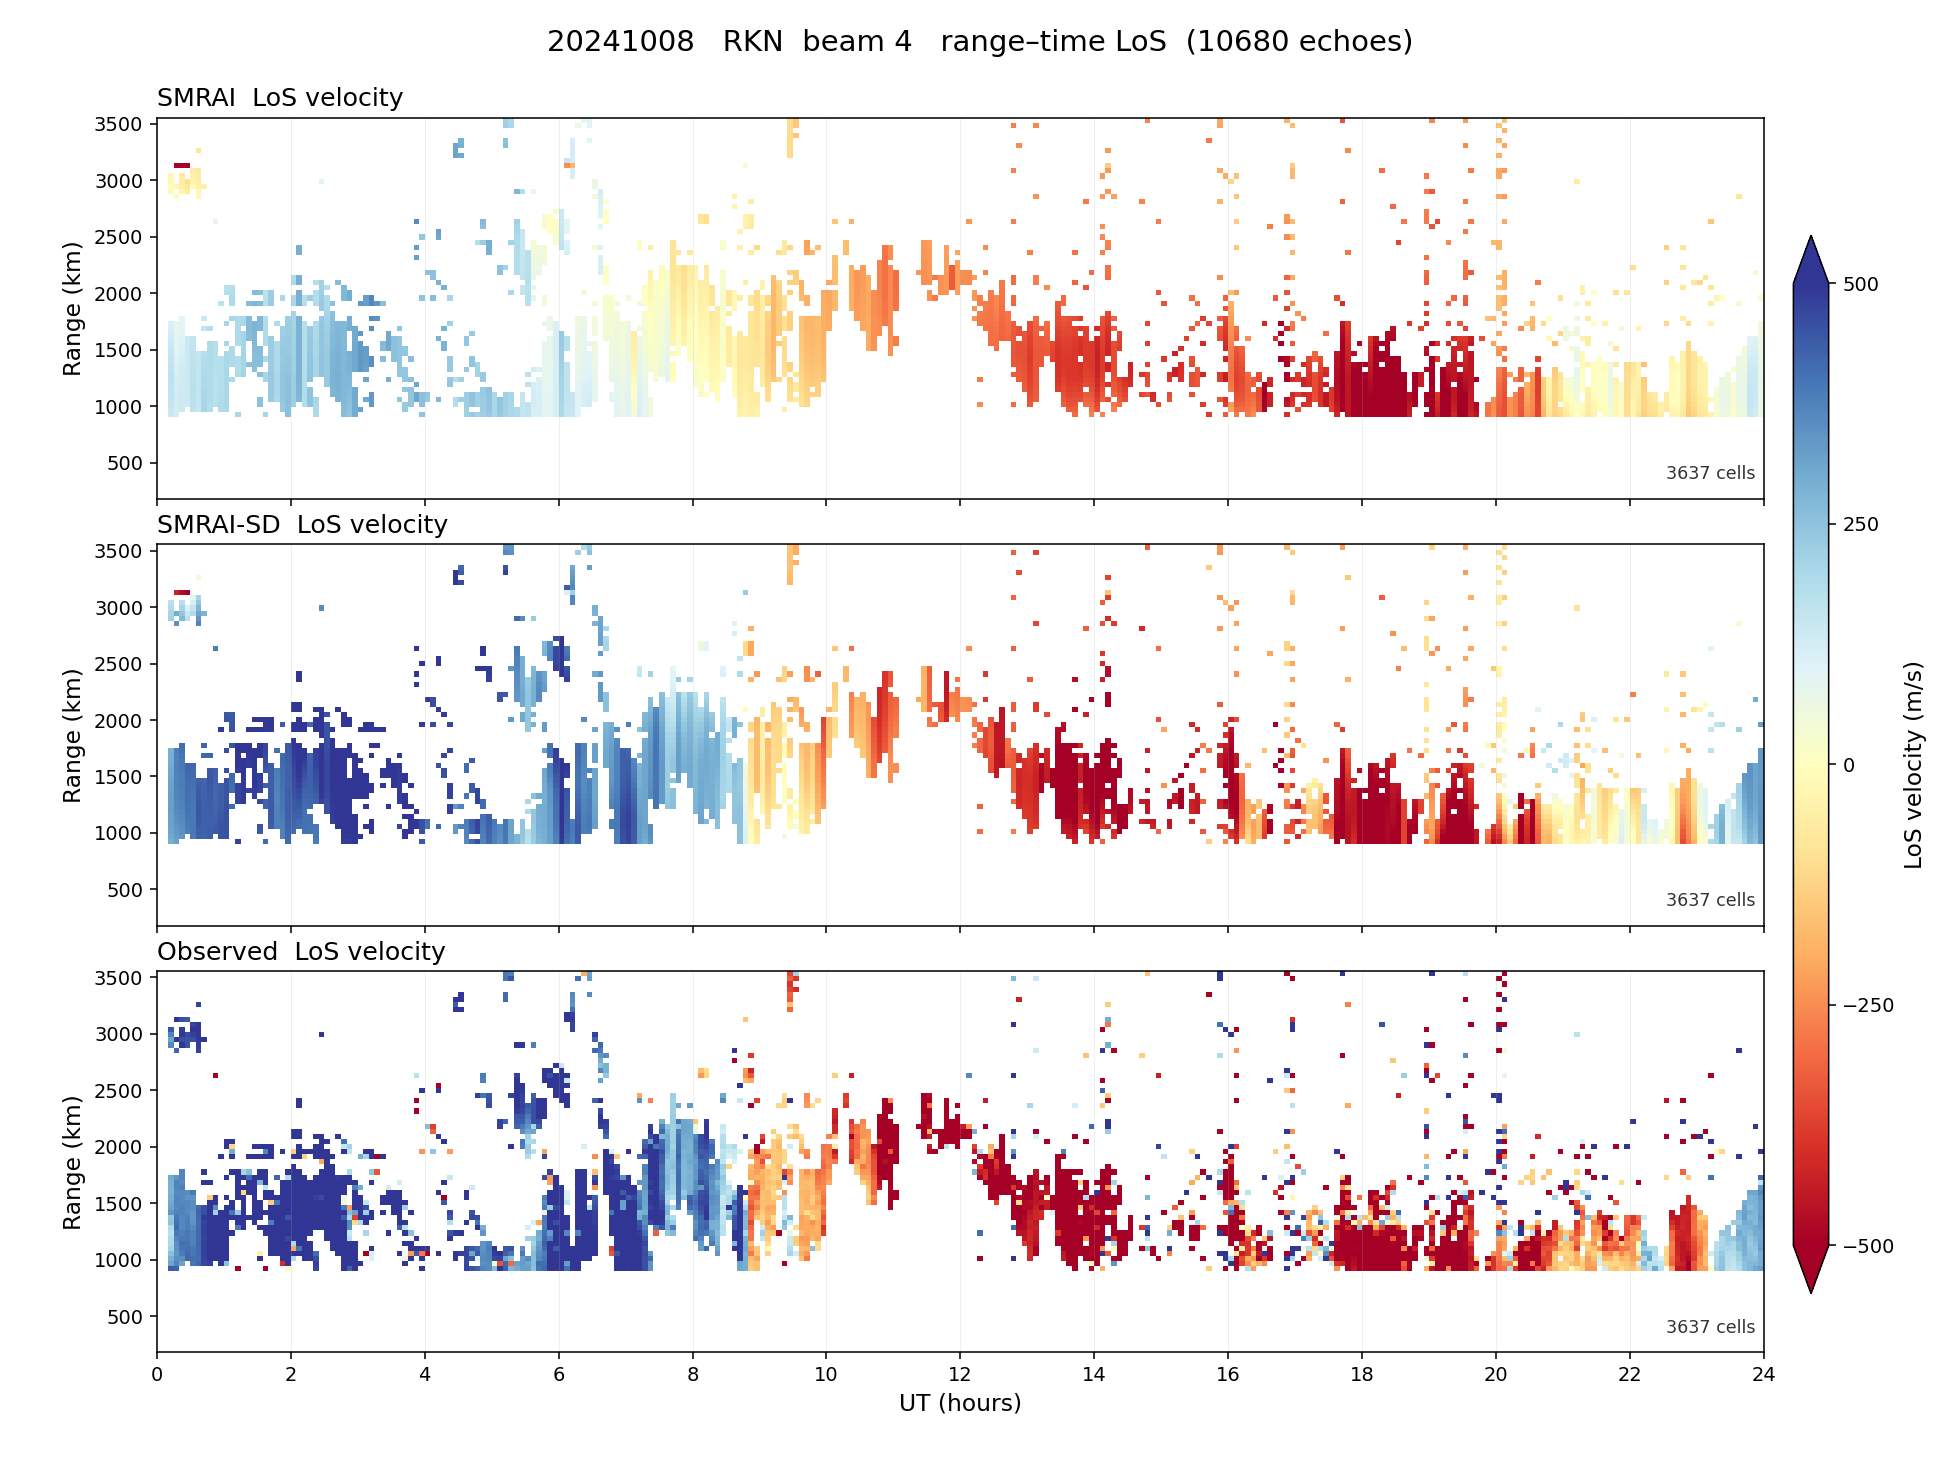 20241008   RKN  beam 4   range–time LoS  (10680 echoes)
SMRAI  LoS velocity
3500
3000
2500
2000
1500
1000
500
Range (km)
3637 cells
SMRAI-SD  LoS velocity
3500
3000
2500
2000
1500
1000
500
Range (km)
3637 cells
Observed  LoS velocity
3500
3000
2500
2000
1500
1000
500
Range (km)
3637 cells
0 2 4 6 8 10 12 14 16 18 20 22 24
UT (hours)
500
250
0
−250
−500
LoS velocity (m/s)